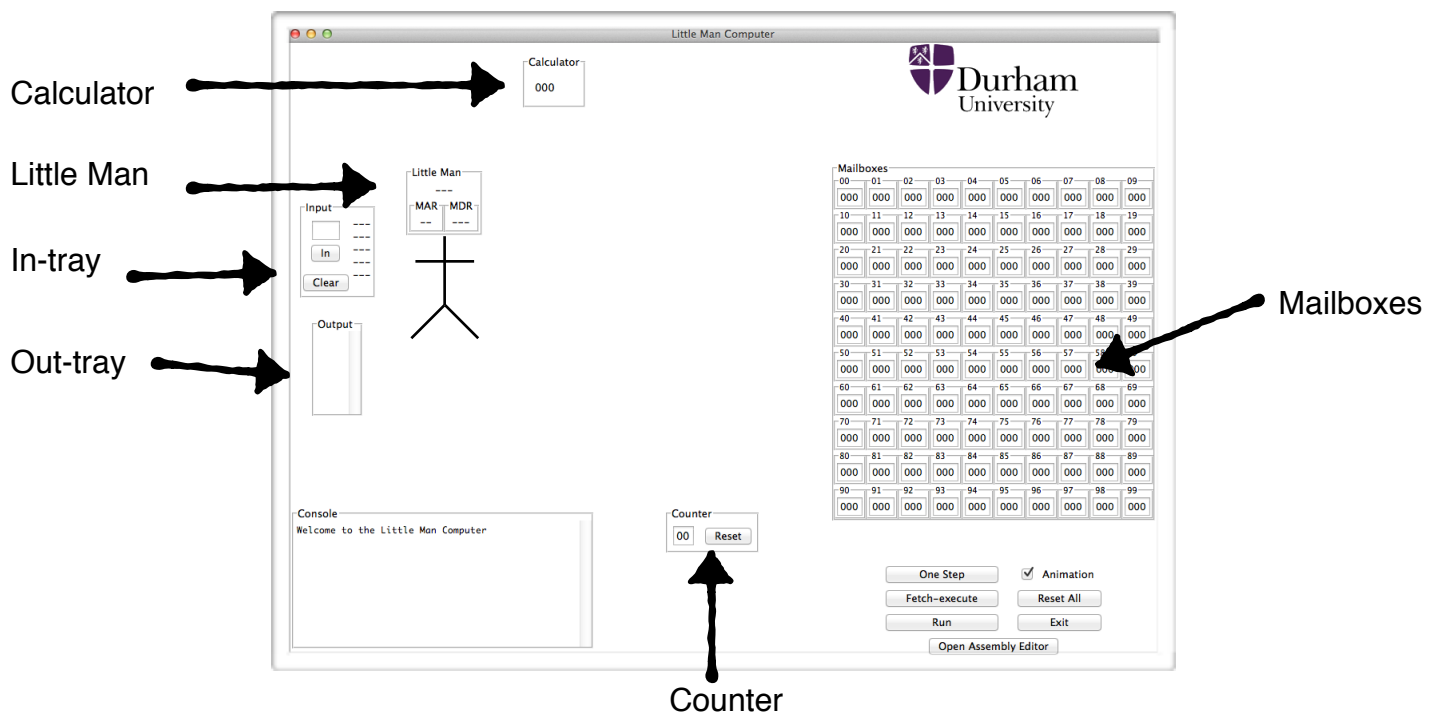 Little Man Computer
Calculator
Calculator
000
Durham
University
Little Man
Little Man
---
MAR MDR
-- ---
In-tray
Input
---
---
In ---
---
Clear ---
Out-tray
Output
Mailboxes
Mailboxes
00 01 02 03 04 05 06 07 08 09
000 000 000 000 000 000 000 000 000 000
10 11 12 13 14 15 16 17 18 19
000 000 000 000 000 000 000 000 000 000
20 21 22 23 24 25 26 27 28 29
000 000 000 000 000 000 000 000 000 000
30 31 32 33 34 35 36 37 38 39
000 000 000 000 000 000 000 000 000 000
40 41 42 43 44 45 46 47 48 49
000 000 000 000 000 000 000 000 000 000
50 51 52 53 54 55 56 57
000 000 000 000 000 000 000 000
60 61 62 63 64 65 66 67 68 69
000 000 000 000 000 000 000 000 000 000
70 71 72 73 74 75 76 77 78 79
000 000 000 000 000 000 000 000 000 000
80 81 82 83 84 85 86 87 88 89
000 000 000 000 000 000 000 000 000 000
90 91 92 93 94 95 96 97 98 99
000 000 000 000 000 000 000 000 000 000
Console
Welcome to the Little Man Computer
Counter
00 Reset
One Step Animation
Fetch-execute Reset All
Run Exit
Open Assembly Editor
Counter